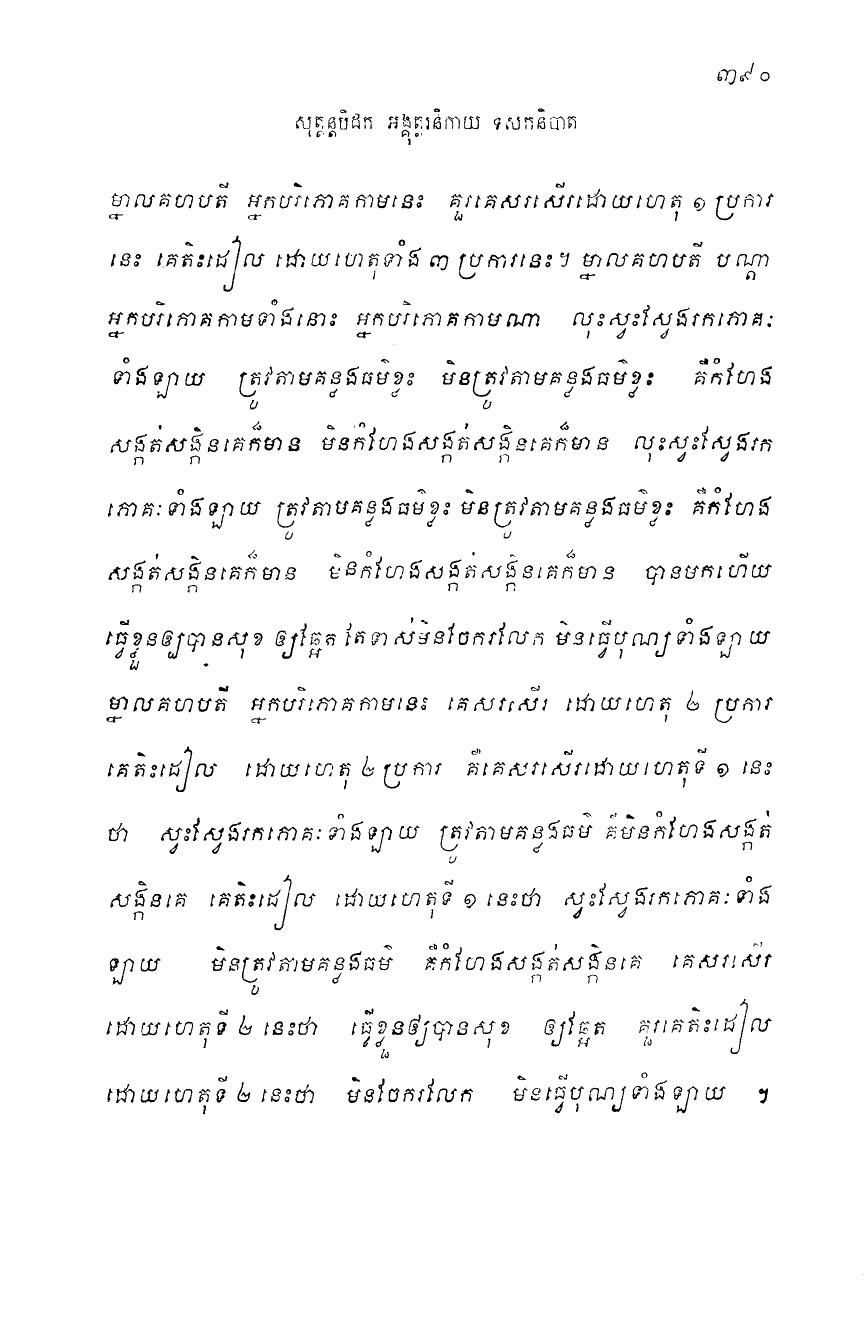 ៣៩០
សុត្តន្តបិដក អង្គុត្តរនិកាយ ទសកនិបាត
ម្នាលគហបតី អ្នកបរិភោគកាមនេះ គួរគេសរសើរដោយហេតុ ១ ប្រការ
នេះ គេតិះដៀល ដោយហេតុទាំង ៣ ប្រការនេះ។ ម្នាលគហបតី បណ្តា
អ្នកបរិភោគកាមទាំងនោះ អ្នកបរិភោគកាមណា លុះស្វះស្វែងរកភោគៈ
ទាំងឡាយ ត្រូវតាមគន្លងធម៌ខ្លះ មិនត្រូវតាមគន្លងធម៌ខ្លះ គឺកំហែង
សង្កត់សង្កិនគេក៏មាន មិនកំហែងសង្កត់សង្កិនគេក៏មាន លុះស្វះស្វែងរក
ភោគៈទាំងឡាយ ត្រូវតាមគន្លងធម៌ខ្លះ មិនត្រូវតាមគន្លងធម៌ខ្លះ គឺកំហែង
សង្កត់សង្កិនគេក៏មាន មិនកំហែងសង្កត់សង្កិនគេក៏មាន បានមកហើយ
ធ្វើខ្លួនឲ្យបានសុខ ឲ្យឆ្អែត តែទាស់មិនចែករលែក មិនធ្វើបុណ្យទាំងឡាយ
ម្នាលគហបតី អ្នកបរិភោគកាមនេះ គេសរសើរ ដោយហេតុ ២ ប្រការ
គេតិះដៀល ដោយហេតុ ២ ប្រការ គឺគេសរសើរដោយហេតុទី ១ នេះ
ថា ស្វះស្វែងរកភោគៈទាំងឡាយ ត្រូវតាមគន្លងធម៌ គឺមិនកំហែងសង្កត់
សង្កិនគេ គេតិះដៀល ដោយហេតុទី ១ នេះថា ស្វះស្វែងរកភោគៈទាំង
ឡាយ មិនត្រូវតាមគន្លងធម៌ គឺកំហែងសង្កត់សង្កិនគេ គេសរសើរ
ដោយហេតុទី ២ នេះថា ធ្វើខ្លួនឲ្យបានសុខ ឲ្យឆ្អែត គួរគេតិះដៀល
ដោយហេតុទី ២ នេះថា មិនចែករលែក មិនធ្វើបុណ្យទាំងឡាយ ។